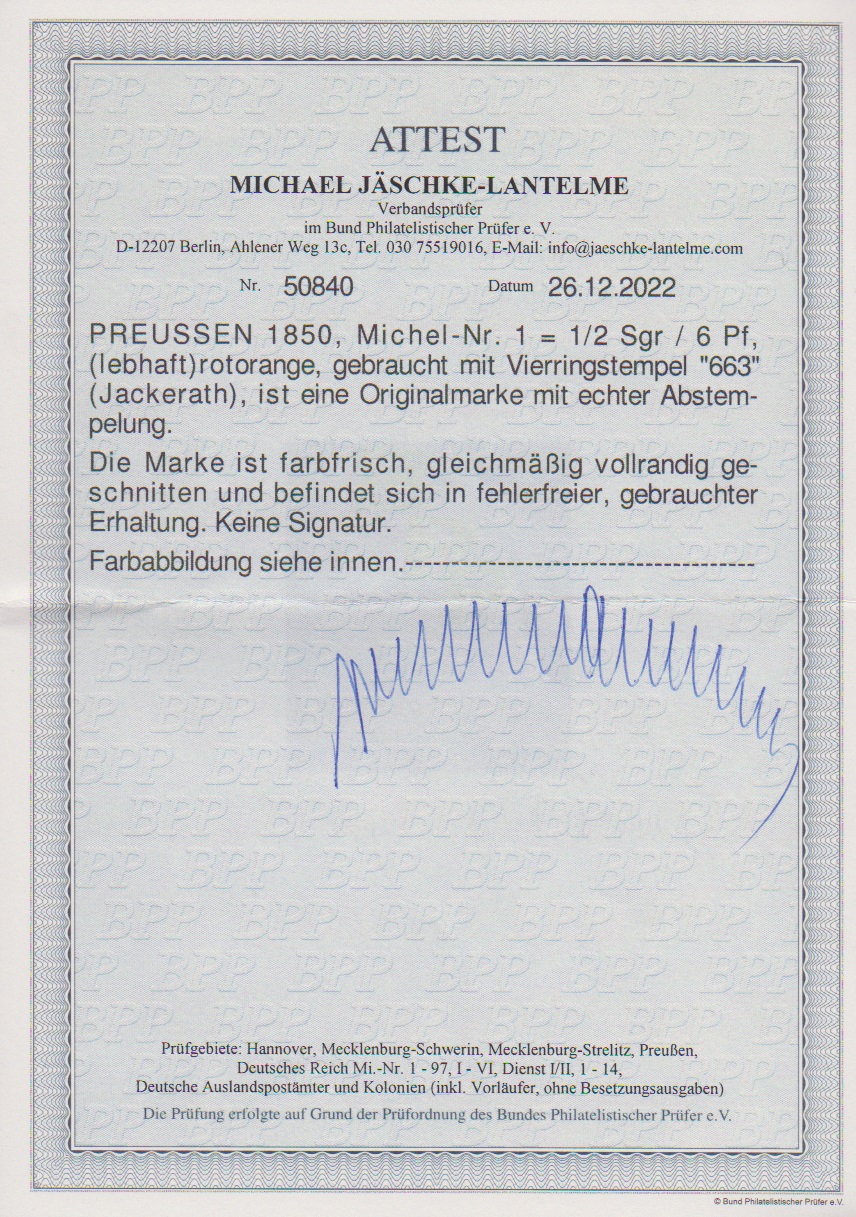 ATTEST
MICHAEL JÄSCHKE-LANTELME
Verbandsprüfer
im Bund Philatelistischer Prüfer e. V.
D-12207 Berlin, Ahlener Weg 13c, Tel. 030 75519016, E-Mail: info@jaeschke-lantelme.com
Nr. 50840 Datum 26.12.2022
PREUSSEN 1850, Michel-Nr. 1 = 1/2 Sgr / 6 Pf,
(lebhaft)rotorange, gebraucht mit Vierringstempel "663"
(Jackerath), ist eine Originalmarke mit echter Abstem-
pelung.
Die Marke ist farbfrisch, gleichmäßig vollrandig ge-
schnitten und befindet sich in fehlerfreier, gebrauchter
Erhaltung. Keine Signatur.
Farbabbildung siehe innen.--------------------------------------
Prüfgebiete: Hannover, Mecklenburg-Schwerin, Mecklenburg-Strelitz, Preußen,
Deutsches Reich Mi.-Nr. 1 - 97, I - VI, Dienst I/II, 1 - 14,
Deutsche Auslandspostämter und Kolonien (inkl. Vorläufer, ohne Besetzungsausgaben)
Die Prüfung erfolgte auf Grund der Prüfordnung des Bundes Philatelistischer Prüfer e.V.
© Bund Philatelistischer Prüfer e.V.